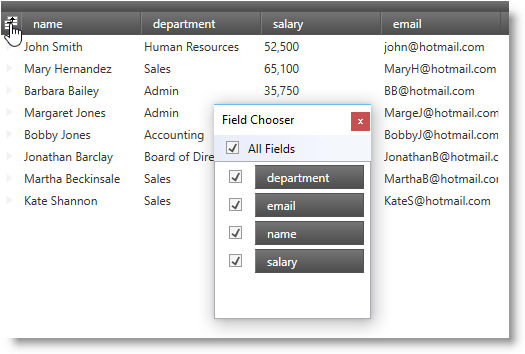 name department salary email
John Smith Human Resources 52,500 john@hotmail.com
Mary Hernandez Sales 65,100 MaryH@hotmail.com
Barbara Bailey Admin 35,750 BB@hotmail.com
Margaret Jones Admin MargeJ@hotmail.com
Bobby Jones Accounting BobbyJ@hotmail.com
Jonathan Barclay Board of Dire JonathanB@hotmail.com
Martha Beckinsale Sales MarthaB@hotmail.com
Kate Shannon Sales KateS@hotmail.com
Field Chooser x
All Fields
department
email
name
salary